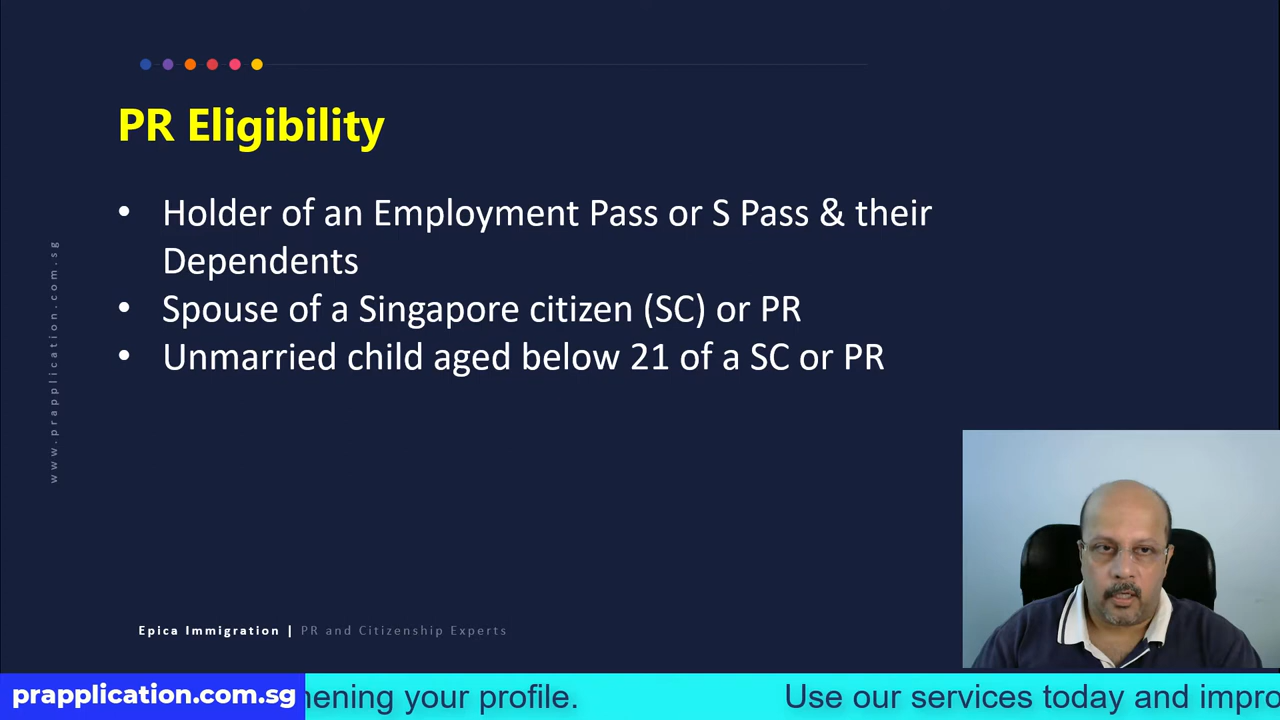 PR Eligibility
• Holder of an Employment Pass or S Pass & their
Dependents
• Spouse of a Singapore citizen (SC) or PR
• Unmarried child aged below 21 of a SC or PR
www.prapplication.com.sg
Epica Immigration | PR and Citizenship Experts
prapplication.com.sg
your profile. Use our services today and